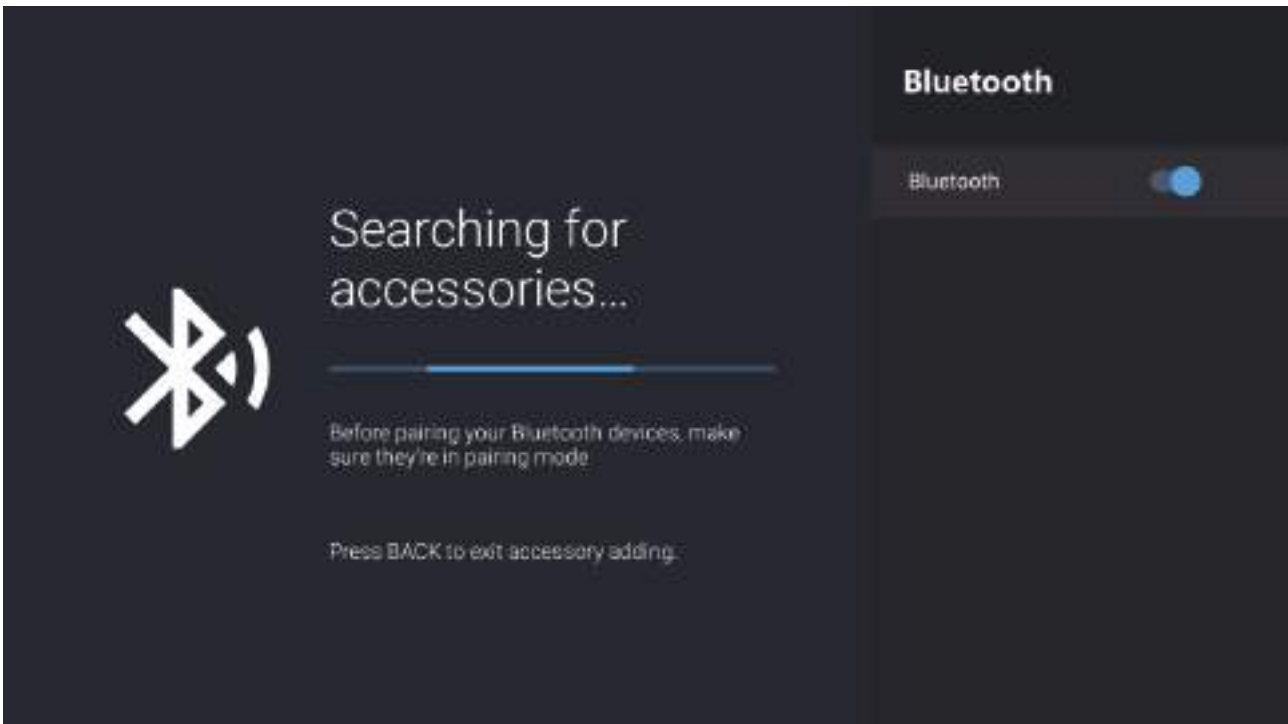 Bluetooth
Bluetooth
Searching for
accessories...
Before pairing your Bluetooth devices, make
sure they're in pairing mode
Press BACK to exit accessory adding.